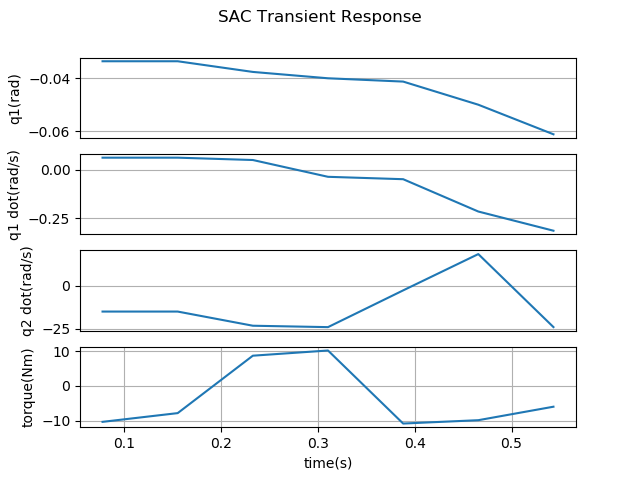 SAC Transient Response
q1(rad)
−0.04
−0.06
q1 dot(rad/s)
0.00
−0.25
q2 dot(rad/s)
0
−25
torque(Nm)
10
0
−10
0.1 0.2 0.3 0.4 0.5
time(s)